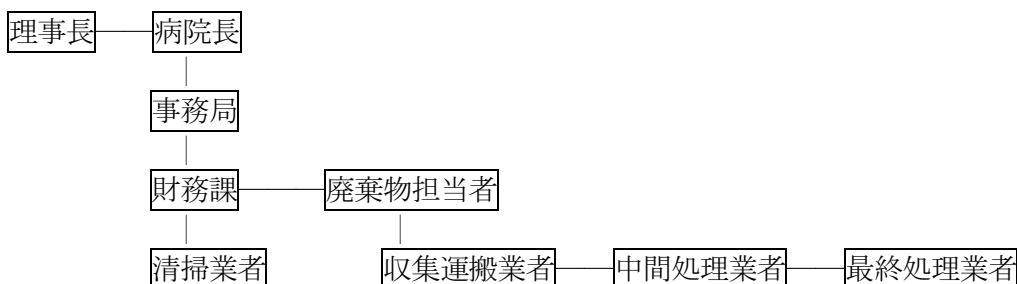 理事長 病院長
事務局
財務課 廃棄物担当者
清掃業者 収集運搬業者 中間処理業者 最終処理業者